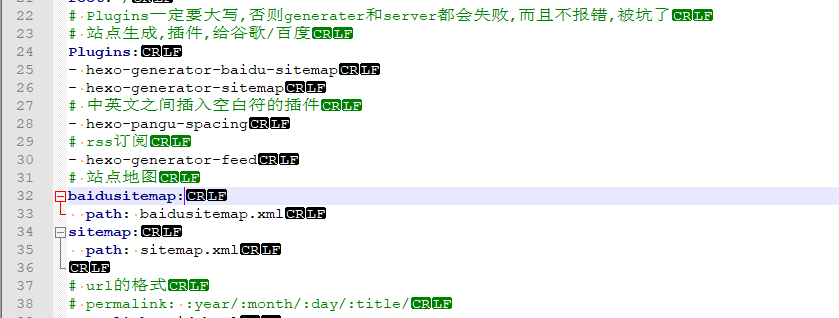 22 # Plugins一定要大写,否则generater和server都会失败,而且不报错,被坑了CRLF
23 # 站点生成,插件,给谷歌/百度CRLF
24 Plugins:CRLF
25 - hexo-generator-baidu-sitemapCRLF
26 - hexo-generator-sitemapCRLF
27 # 中英文之间插入空白符的插件CRLF
28 - hexo-pangu-spacingCRLF
29 # rss订阅CRLF
30 - hexo-generator-feedCRLF
31 # 站点地图CRLF
32 baidusitemap:CRLF
33 path: baidusitemap.xmlCRLF
34 sitemap:CRLF
35 path: sitemap.xmlCRLF
36 CRLF
37 # url的格式CRLF
38 # permalink: :year/:month/:day/:title/CRLF